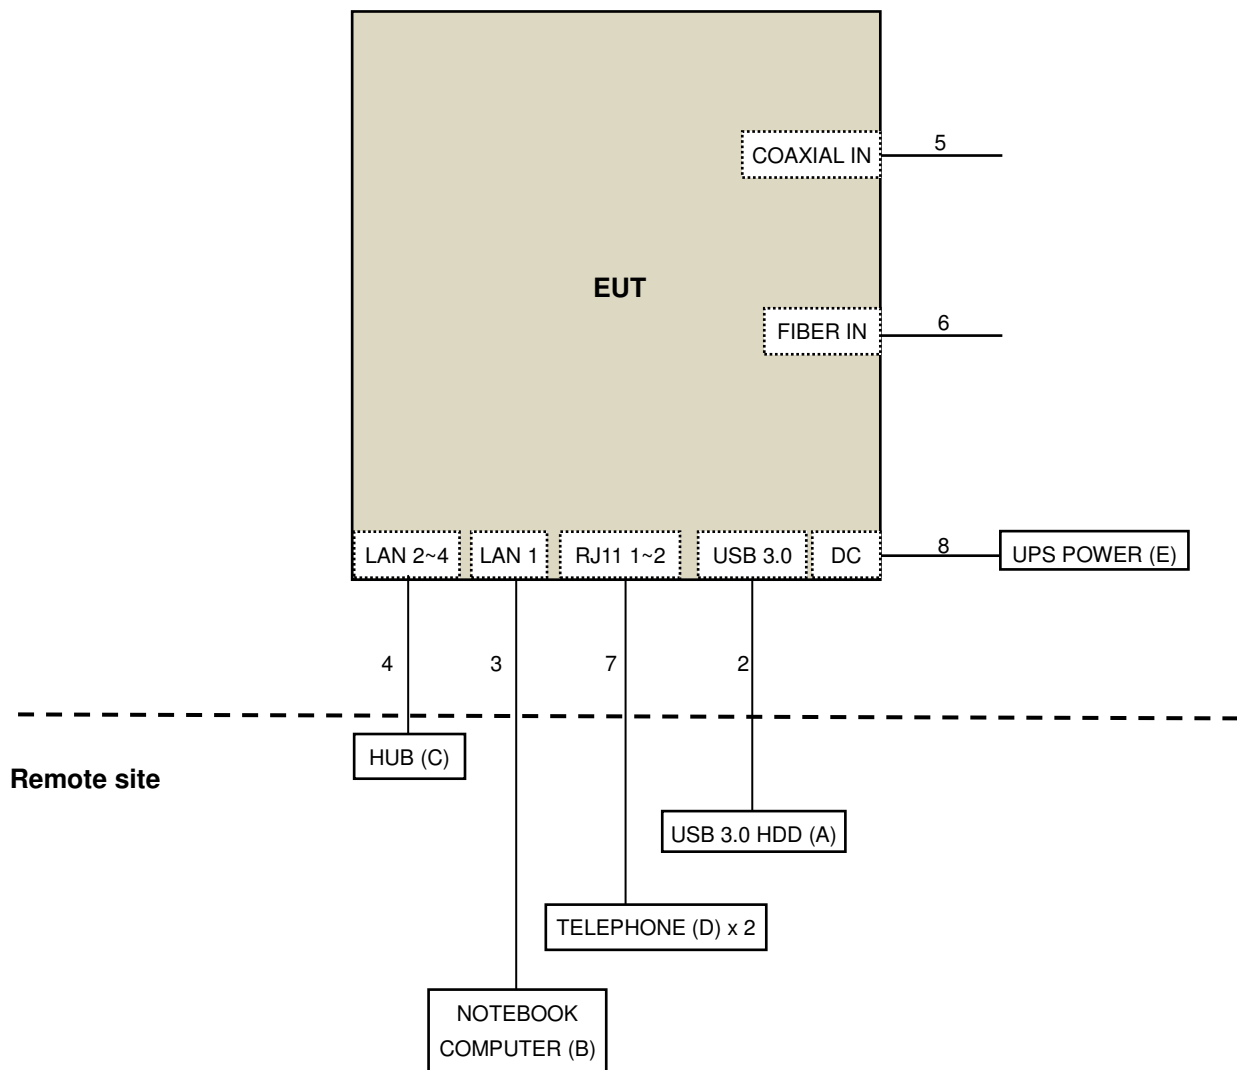 5
COAXIAL IN
EUT
6
FIBER IN
LAN 2~4
LAN 1
RJ11 1~2
USB 3.0
DC
8
UPS POWER (E)
4
3
7
2
HUB (C)
Remote site
USB 3.0 HDD (A)
TELEPHONE (D) x 2
NOTEBOOK
COMPUTER (B)